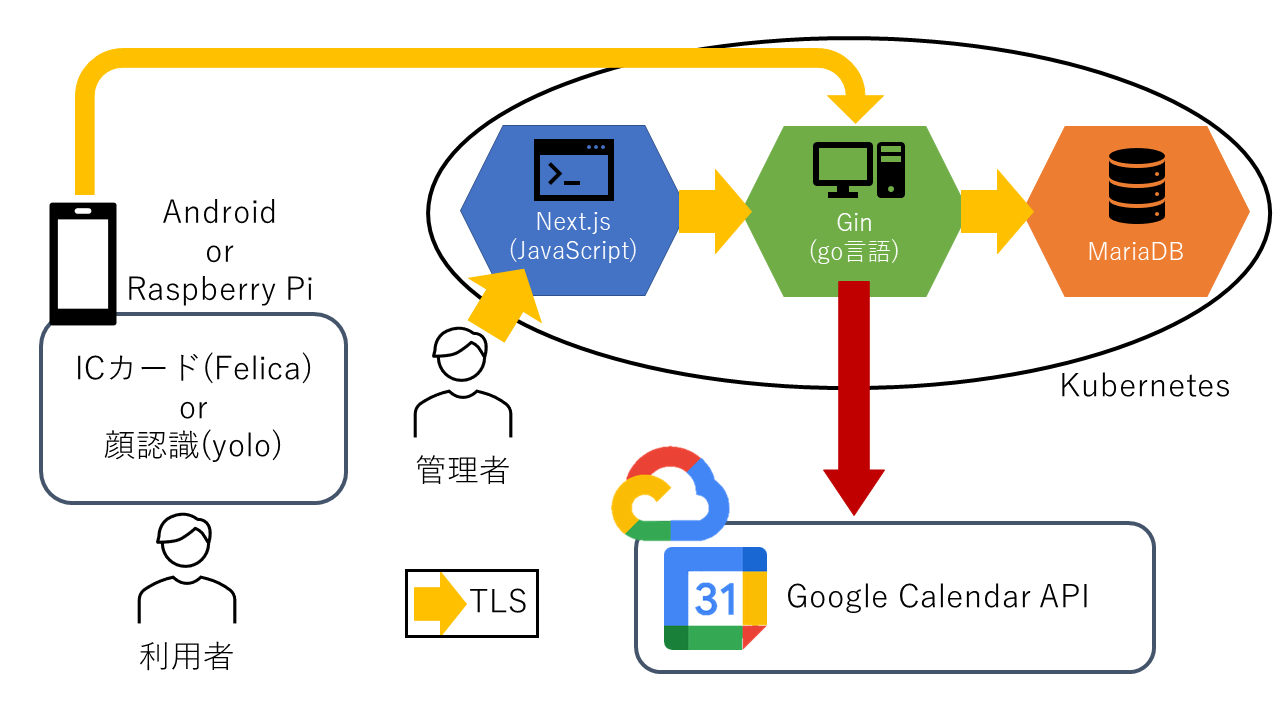 Android
or
Raspberry Pi
ICカード(Felica)
or
顔認識(yolo)
利用者
管理者
Next.js
(JavaScript)
Gin
(go言語)
MariaDB
Kubernetes
TLS
31
Google Calendar API